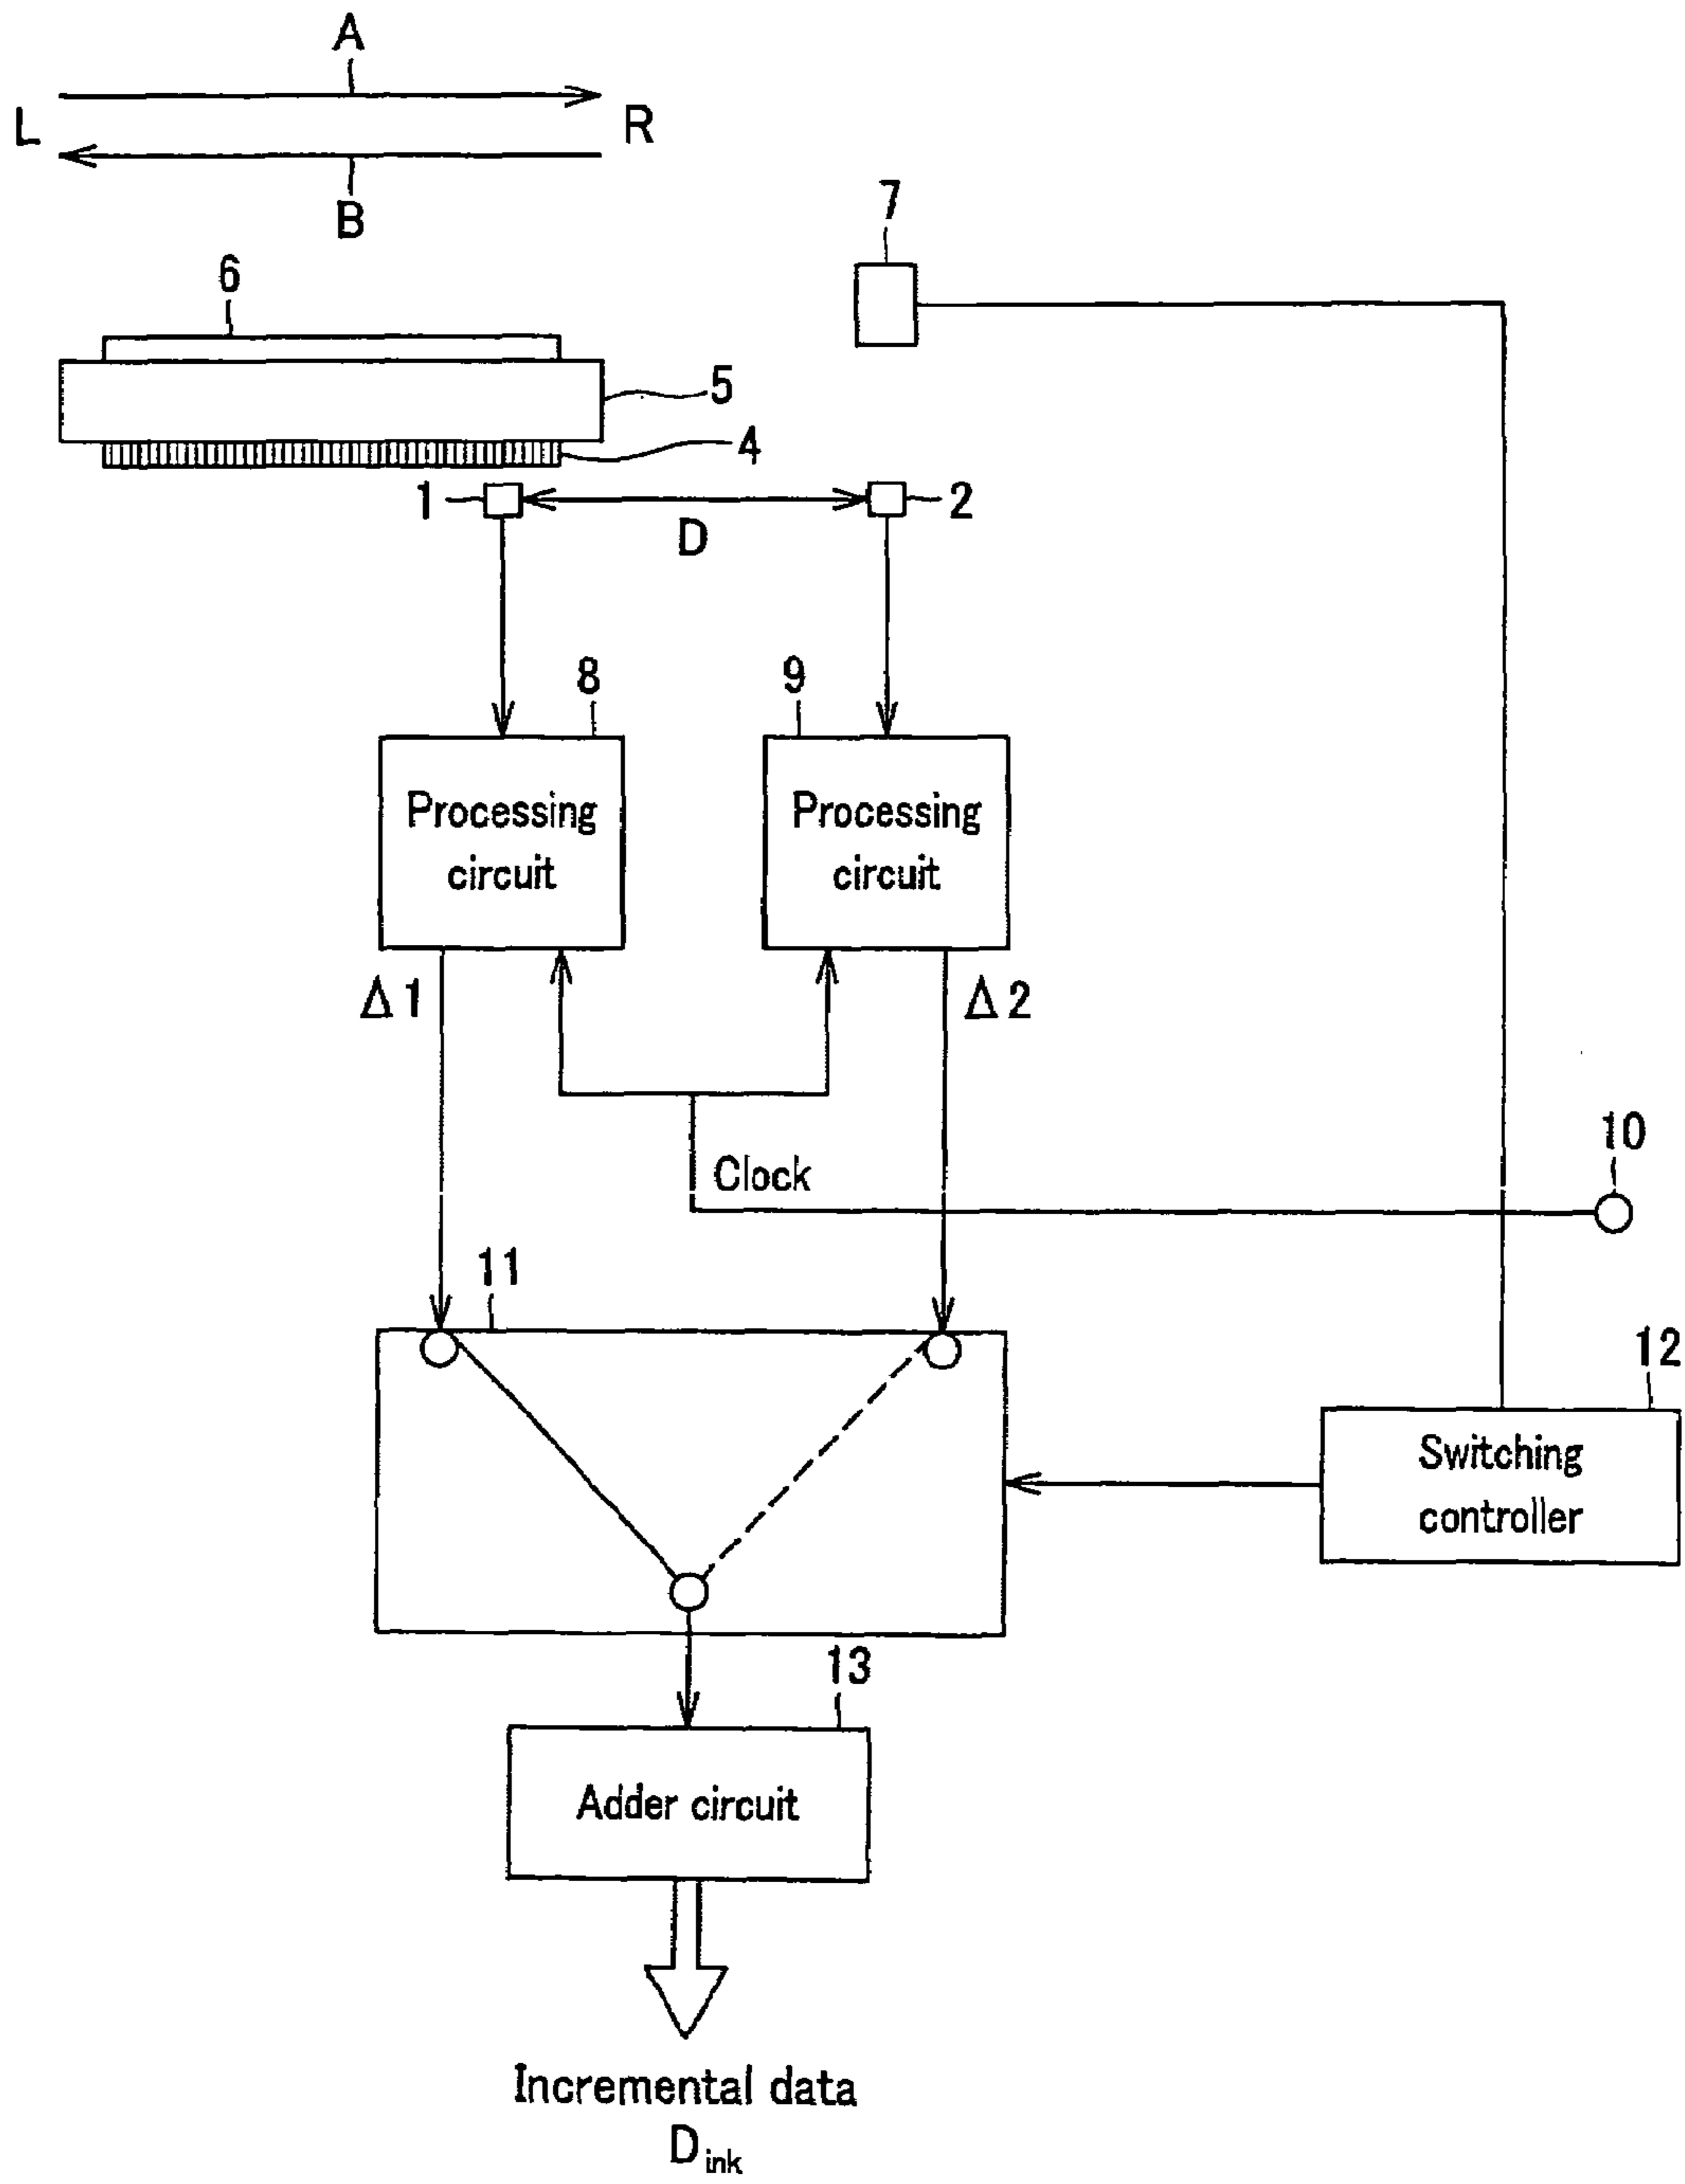 A
L
R
B
7
6
5
4
1
2
D
8
9
Processing
circuit
Processing
circuit
Δ1
Δ2
10
Clock
11
12
Switching
controller
13
Adder circuit
Incremental data
Dink